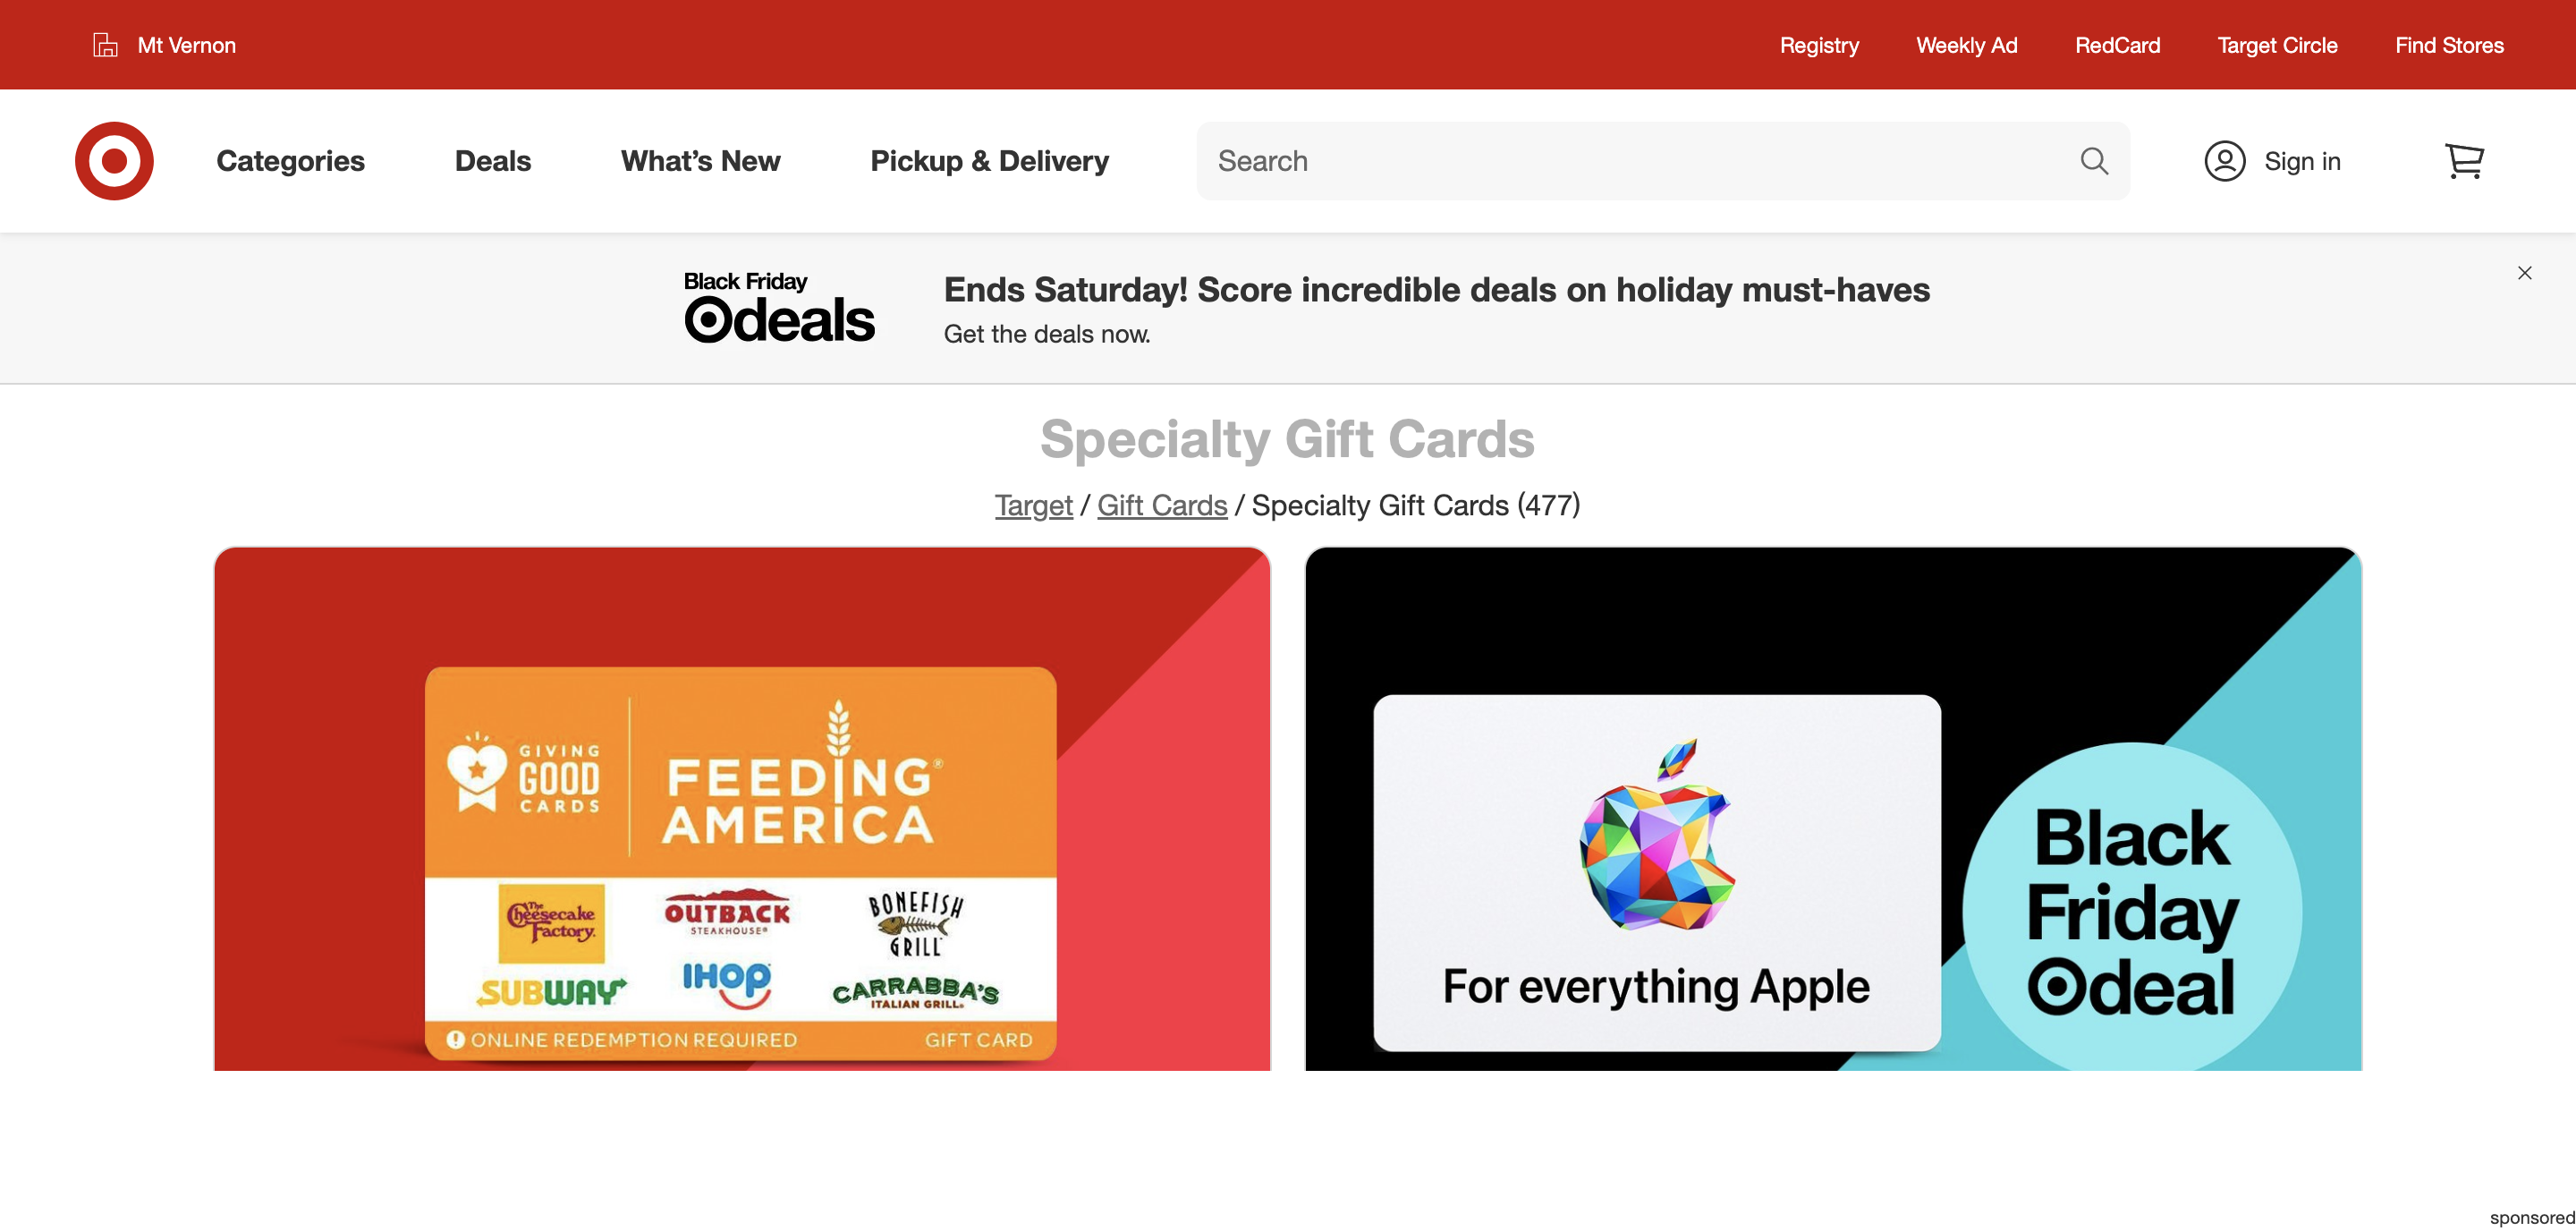 Mt Vernon
Registry
Weekly Ad
RedCard
Target Circle
Find Stores
Categories
Deals
What's New
Pickup & Delivery
Search
Sign in
Black Friday
deals
Ends Saturday! Score incredible deals on holiday must-haves
Get the deals now.
Specialty Gift Cards
Target / Gift Cards / Specialty Gift Cards (477)
GIVING
GOOD
CARDS
FEEDING®
AMERICA
The
Cheesecake
Factory.
OUTBACK
STEAKHOUSE®
BONEFISH
GRILL
SUBWAY
IHOP
CARRABBA'S
ITALIAN GRILL®
ONLINE REDEMPTION REQUIRED
GIFT CARD
For everything Apple
Black
Friday
deal
sponsored